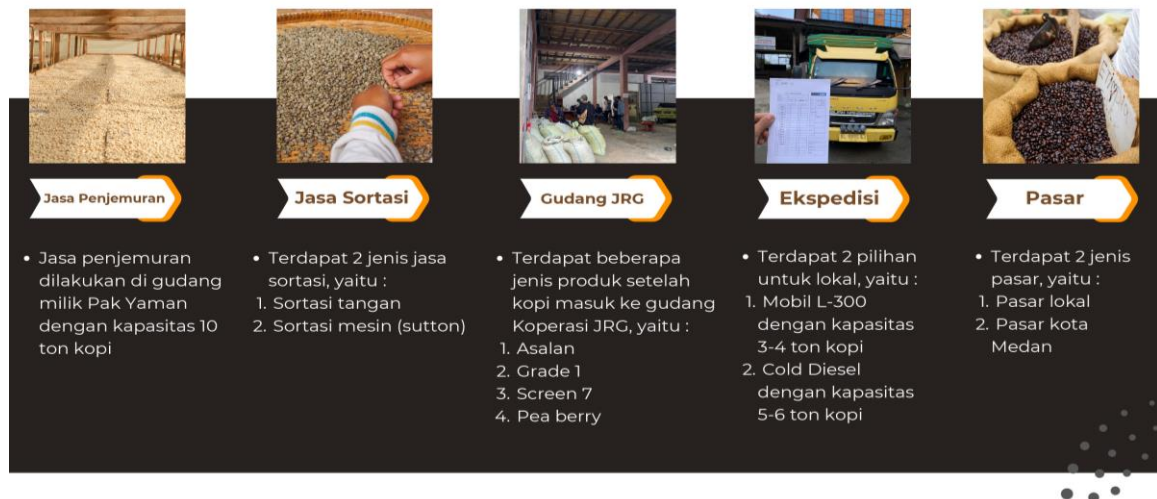 Jasa Penjemuran
• Jasa penjemuran
dilakukan di gudang
milik Pak Yaman
dengan kapasitas 10
ton kopi
Jasa Sortasi
• Terdapat 2 jenis jasa
sortasi, yaitu :
1. Sortasi tangan
2. Sortasi mesin (sutton)
Gudang JRG
• Terdapat beberapa
jenis produk setelah
kopi masuk ke gudang
Koperasi JRG, yaitu :
1. Asalan
2. Grade 1
3. Screen 7
4. Pea berry
Ekspedisi
• Terdapat 2 pilihan
untuk lokal, yaitu :
1. Mobil L-300
dengan kapasitas
3-4 ton kopi
2. Cold Diesel
dengan kapasitas
5-6 ton kopi
Pasar
• Terdapat 2 jenis
pasar, yaitu :
1. Pasar lokal
2. Pasar kota
Medan